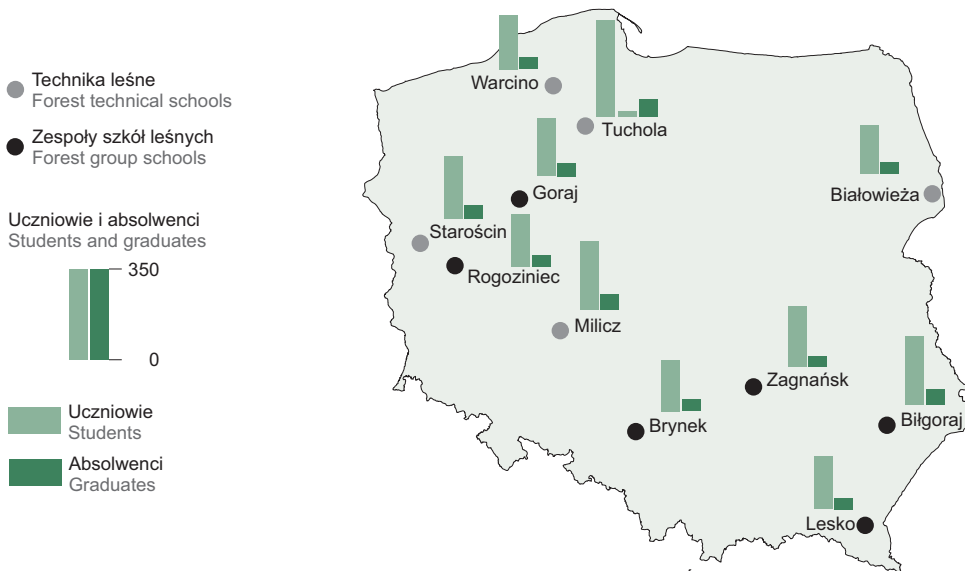 Technika leśne
Forest technical schools
Zespoły szkół leśnych
Forest group schools
Uczniowie i absolwenci
Students and graduates
350
0
Uczniowie
Students
Absolwenci
Graduates
Warcino
Tuchola
Goraj
Białowieża
Starościn
Rogoziniec
Milicz
Zagnańsk
Brynek
Biłgoraj
Lesko